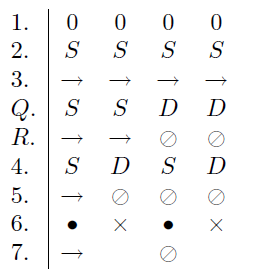 1. | 0 0 0 0
2. | S S S S
3. | → → → →
Q. | S S D D
R. | → → ⊘ ⊘
4. | S D S D
5. | → ⊘ ⊘ ⊘
6. | • × • ×
7. | → ⊘